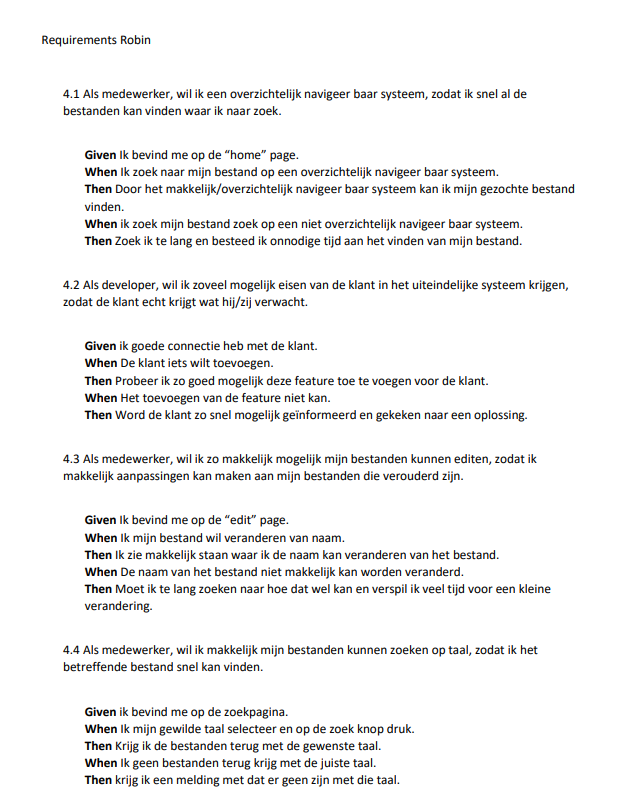 Requirements Robin
4.1 Als medewerker, wil ik een overzichtelijk navigeer baar systeem, zodat ik snel al de
bestanden kan vinden waar ik naar zoek.
Given Ik bevind me op de “home” page.
When Ik zoek naar mijn bestand op een overzichtelijk navigeer baar systeem.
Then Door het makkelijk/overzichtelijk navigeer baar systeem kan ik mijn gezochte bestand
vinden.
When ik zoek mijn bestand zoek op een niet overzichtelijk navigeer baar systeem.
Then Zoek ik te lang en besteed ik onnodige tijd aan het vinden van mijn bestand.
4.2 Als developer, wil ik zoveel mogelijk eisen van de klant in het uiteindelijke systeem krijgen,
zodat de klant echt krijgt wat hij/zij verwacht.
Given ik goede connectie heb met de klant.
When De klant iets wilt toevoegen.
Then Probeer ik zo goed mogelijk deze feature toe te voegen voor de klant.
When Het toevoegen van de feature niet kan.
Then Word de klant zo snel mogelijk geïnformeerd en gekeken naar een oplossing.
4.3 Als medewerker, wil ik zo makkelijk mogelijk mijn bestanden kunnen editen, zodat ik
makkelijk aanpassingen kan maken aan mijn bestanden die verouderd zijn.
Given Ik bevind me op de “edit” page.
When Ik mijn bestand wil veranderen van naam.
Then Ik zie makkelijk staan waar ik de naam kan veranderen van het bestand.
When De naam van het bestand niet makkelijk kan worden veranderd.
Then Moet ik te lang zoeken naar hoe dat wel kan en verspil ik veel tijd voor een kleine
verandering.
4.4 Als medewerker, wil ik makkelijk mijn bestanden kunnen zoeken op taal, zodat ik het
betreffende bestand snel kan vinden.
Given ik bevind me op de zoekpagina.
When Ik mijn gewilde taal selecteer en op de zoek knop druk.
Then Krijg ik de bestanden terug met de gewenste taal.
When Ik geen bestanden terug krijg met de juiste taal.
Then krijg ik een melding met dat er geen zijn met die taal.